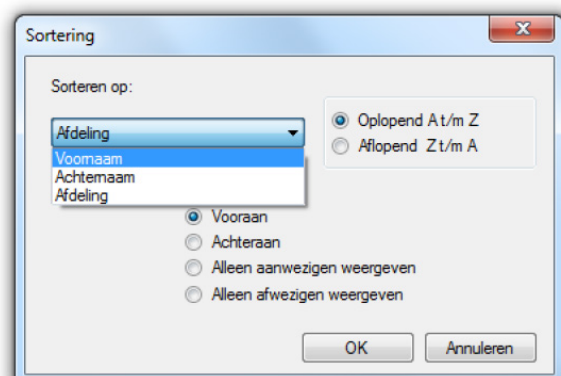 Sortering
Sorteren op:
Afdeling
Voornaam
Achternaam
Afdeling
Oplopend A t/m Z
Aflopend Z t/m A
Vooraan
Achteraan
Alleen aanwezigen weergeven
Alleen afwezigen weergeven
OK
Annuleren